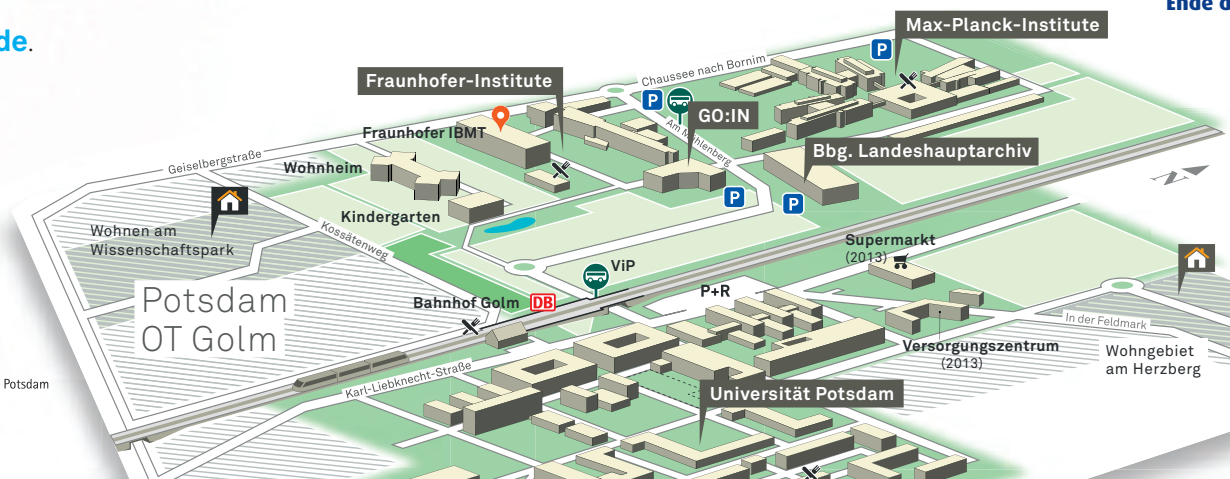 Ende d
de.
Max-Planck-Institute
P
Chaussee nach Bornim
Fraunhofer-Institute
P
GO:IN
Am Mühlenberg
Fraunhofer IBMT
Bbg. Landeshauptarchiv
Geiselbergstraße
Wohnheim
P
P
N
Kindergarten
Wohnen am
Wissenschaftspark
Kossätenweg
Supermarkt
(2013)
ViP
P+R
Potsdam
OT Golm
Bahnhof Golm
DB
In der Feldmark
Versorgungszentrum
(2013)
Wohngebiet
am Herzberg
Potsdam
Karl-Liebknecht-Straße
Universität Potsdam